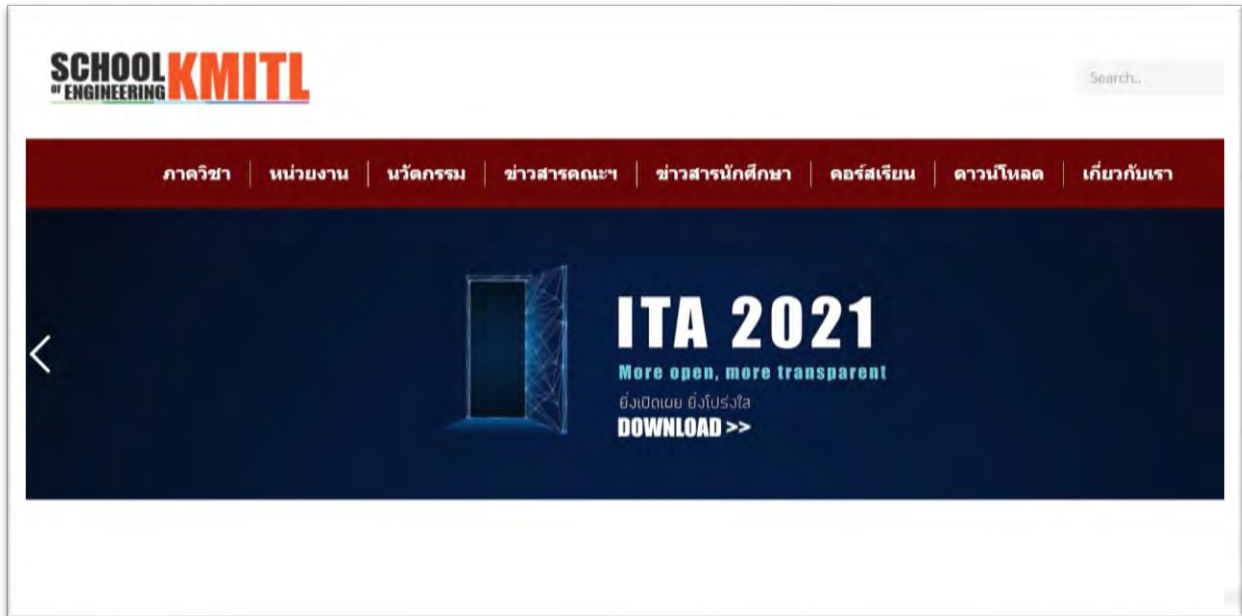 SCHOOL KMITL
OF ENGINEERING
Search..
ภาควิชา หน่วยงาน นวัตกรรม ข่าวสารคณะฯ ข่าวสารนักศึกษา คอร์สเรียน ดาวน์โหลด เกี่ยวกับเรา
ITA 2021
More open, more transparent
ยิ่งเปิดเผย ยิ่งโปร่งใส
DOWNLOAD >>